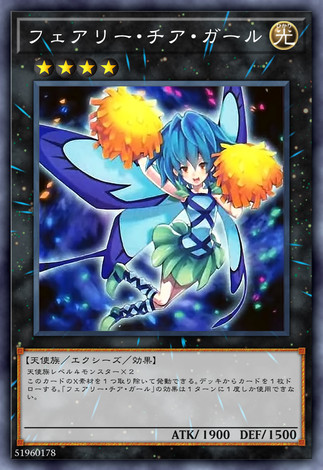 フェアリー・チア・ガール
光
【天使族／エクシーズ／効果】
天使族レベル4モンスター×2
このカードのX素材を１つ取り除いて発動できる。デッキからカードを１枚ド
ローする。「フェアリー・チア・ガール」の効果は１ターンに１度しか使用できな
い。
ATK/ 1900 DEF/ 1500
51960178